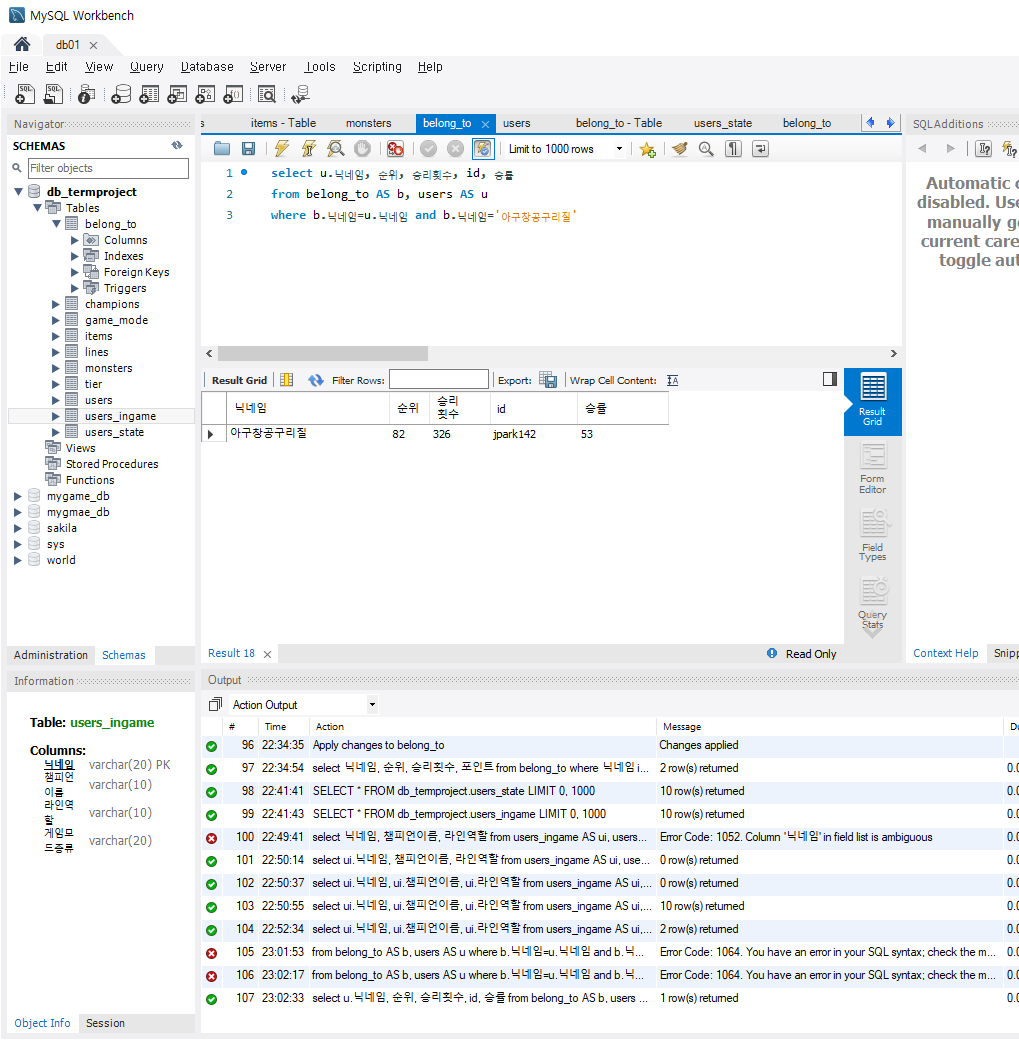 MySQL Workbench
db01
File Edit View Query Database Server Tools Scripting Help
Navigator
SCHEMAS
Filter objects
db_termproject
Tables
belong_to
Columns
Indexes
Foreign Keys
Triggers
champions
game_mode
items
lines
monsters
tier
users
users_ingame
users_state
Views
Stored Procedures
Functions
mygame_db
mygmae_db
sakila
sys
world
Administration Schemas
Information
Table: users_ingame
Columns:
닉네임 varchar(20) PK
챔피언
이름 varchar(10)
라인역
할 varchar(10)
게임모
드종류 varchar(20)
Object Info Session
s items - Table monsters belong_to users belong_to - Table users_state belong_to
Limit to 1000 rows
1 select u.닉네임, 순위, 승리횟수, id, 승률
2 from belong_to AS b, users AS u
3 where b.닉네임=u.닉네임 and b.닉네임='아구창공구리질'
Result Grid Filter Rows: Export: Wrap Cell Content:
닉네임 순위 승리
횟수 id 승률
아구창공구리질 82 326 jpark142 53
Result
Grid
Form
Editor
Field
Types
Query
Stats
Result 18 Read Only
SQLAdditions
Automatic c
disabled. Use
manually ge
current care
toggle aut
Context Help Snipp
Output
Action Output
# Time Action Message Du
96 22:34:35 Apply changes to belong_to Changes applied
97 22:34:54 select 닉네임, 순위, 승리횟수, 포인트 from belong_to where 닉네임 i... 2 row(s) returned 0.0
98 22:41:41 SELECT * FROM db_termproject.users_state LIMIT 0, 1000 10 row(s) returned 0.0
99 22:41:43 SELECT * FROM db_termproject.users_ingame LIMIT 0, 1000 10 row(s) returned 0.0
100 22:49:41 select 닉네임, 챔피언이름, 라인역할 from users_ingame AS ui, users... Error Code: 1052. Column '닉네임' in field list is ambiguous 0.0
101 22:50:14 select ui.닉네임, 챔피언이름, 라인역할 from users_ingame AS ui, use... 0 row(s) returned 0.0
102 22:50:37 select ui.닉네임, ui.챔피언이름, ui.라인역할 from users_ingame AS ui,... 0 row(s) returned 0.0
103 22:50:55 select ui.닉네임, ui.챔피언이름, ui.라인역할 from users_ingame AS ui,... 10 row(s) returned 0.0
104 22:52:34 select ui.닉네임, ui.챔피언이름, ui.라인역할 from users_ingame AS ui,... 2 row(s) returned 0.0
105 23:01:53 from belong_to AS b, users AS u where b.닉네임=u.닉네임 and b.닉... Error Code: 1064. You have an error in your SQL syntax; check the m... 0.0
106 23:02:17 from belong_to AS b, users AS u where b.닉네임=u.닉네임 and b.닉... Error Code: 1064. You have an error in your SQL syntax; check the m... 0.0
107 23:02:33 select u.닉네임, 순위, 승리횟수, id, 승률 from belong_to AS b, users ... 1 row(s) returned 0.0